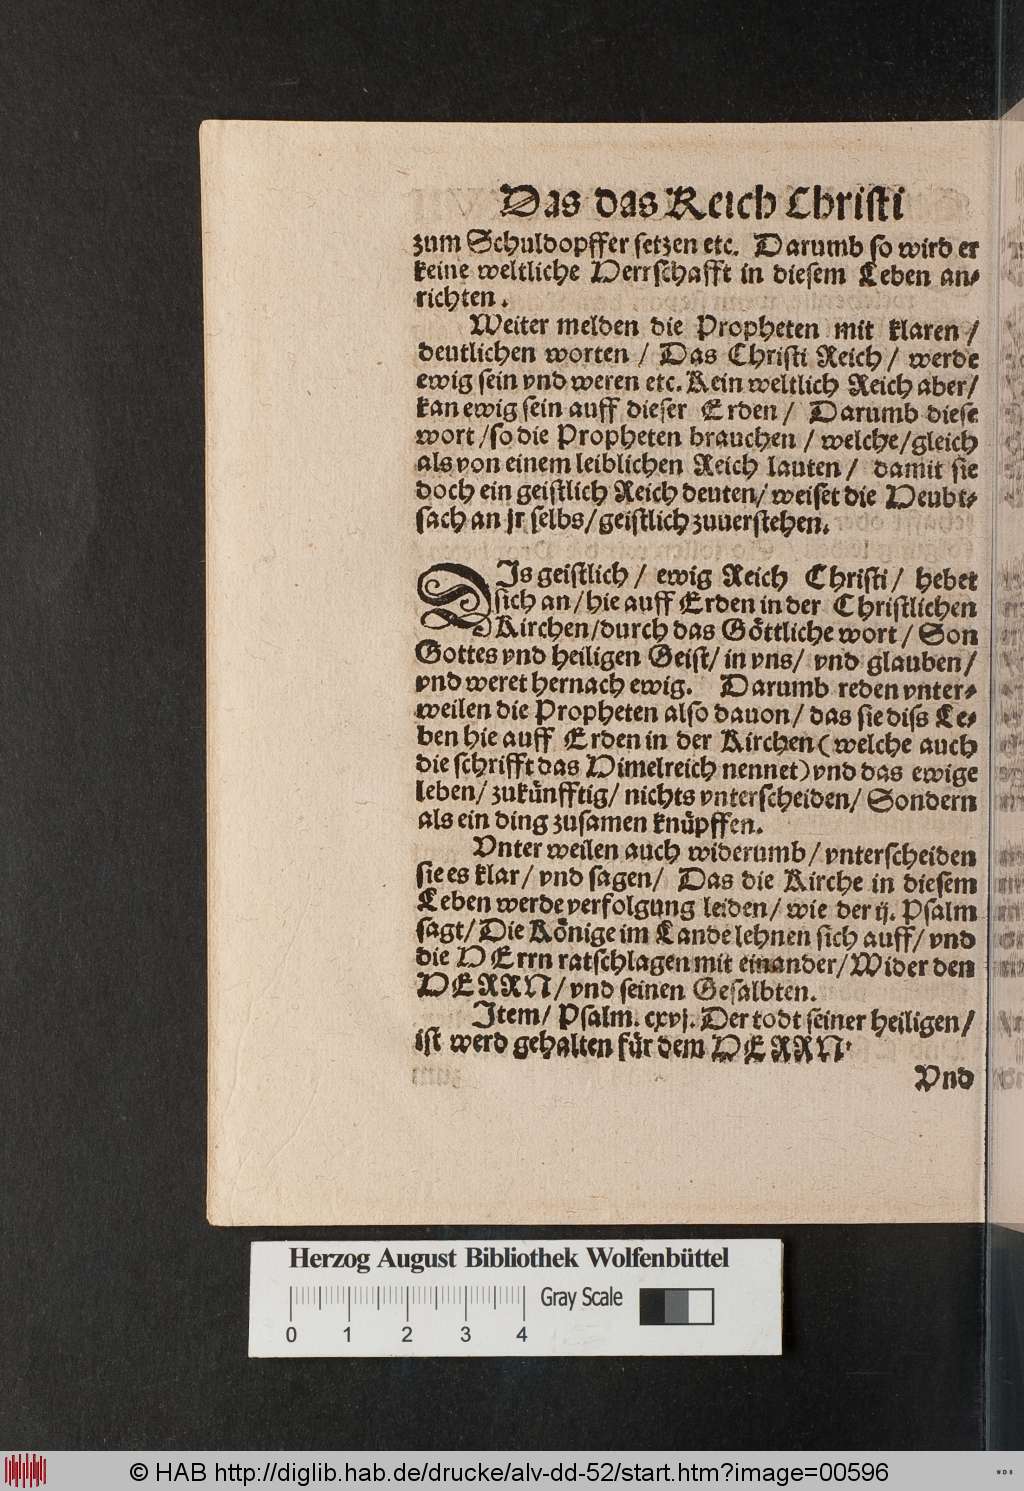 Das das Reich Christi
zum Schuldopffer setzen etc. Darumb so wird er
keine weltliche Herrschafft in diesem Leben an-
richten.
Weiter melden die Propheten mit klaren /
deutlichen worten / Das Christi Reich / werde
ewig sein vnd weren etc. Kein weltlich Reich aber /
kan ewig sein auff dieser Erden / Darumb diese
wort / so die Propheten brauchen / welche / gleich
als von einem leiblichen Reich lauten / damit sie
doch ein geistlich Reich deuten / weiset die Heubt-
sach an jr selbs / geistlich zuuerstehen.
DIs geistlich / ewig Reich Christi / hebet
sich an / hie auff Erden in der Christlichen
Kirchen / durch das Göttliche wort / Son
Gottes vnd heiligen Geist / in vns / vnd glauben /
vnd weret hernach ewig. Darumb reden vnter-
weilen die Propheten also dauon / das sie diss Le-
ben hie auff Erden in der Kirchen ( welche auch
die schrifft das Himelreich nennet ) vnd das ewige
leben / zukünfftig / nichts vnterscheiden / Sondern
als ein ding zusamen knüpffen.
Vnter weilen auch widerumb / vnterscheiden
sie es klar / vnd sagen / Das die Kirche in diesem
Leben werde verfolgung leiden / wie der ij. Psalm
sagt / Die Könige im Lande lehnen sich auff / vnd
die HErrn ratschlagen mit einander / Wider den
HERRN / vnd seinen Gesalbten.
Item / Psalm. cxvj. Der todt seiner heiligen /
ist werd gehalten für dem HERRN.
Vnd
Herzog August Bibliothek Wolfenbüttel
Gray Scale
0 1 2 3 4
© HAB http://diglib.hab.de/drucke/alv-dd-52/start.htm?image=00596